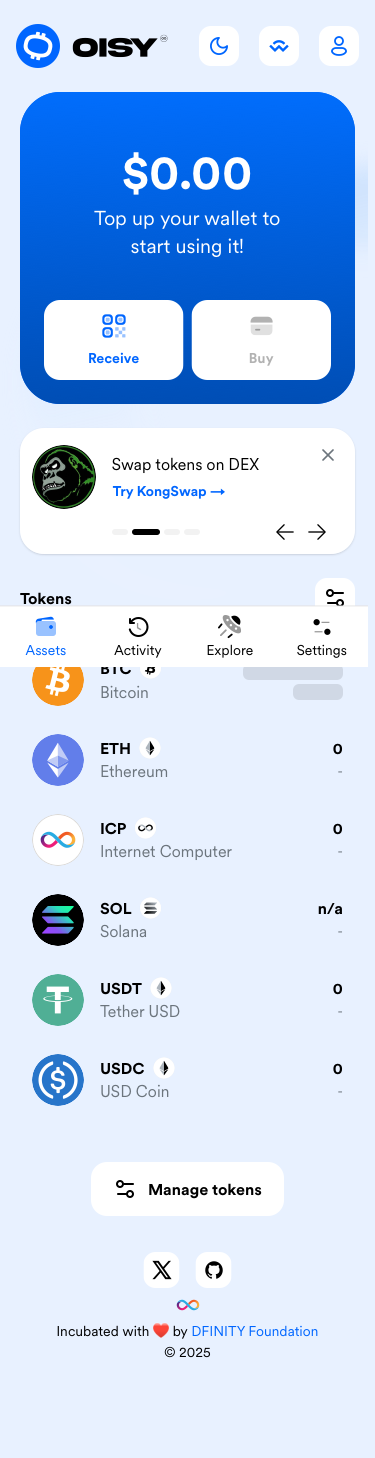 OISY
$0.00
Top up your wallet to
start using it!
Receive
Buy
Swap tokens on DEX
Try KongSwap →
Tokens
Assets
Activity
Explore
Settings
BTC
Bitcoin
ETH
0
Ethereum
-
ICP
0
Internet Computer
-
SOL
n/a
Solana
-
USDT
0
Tether USD
-
USDC
0
USD Coin
-
Manage tokens
Incubated with ❤️ by DFINITY Foundation
© 2025